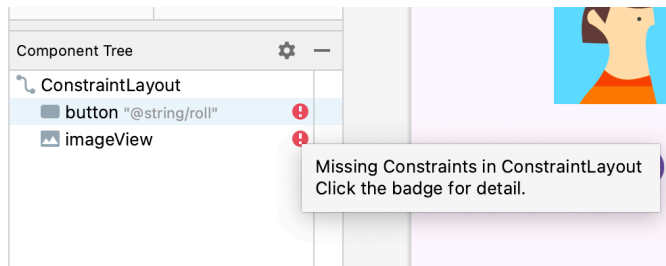 Component Tree
ConstraintLayout
button "@string/roll"
imageView
Missing Constraints in ConstraintLayout
Click the badge for detail.